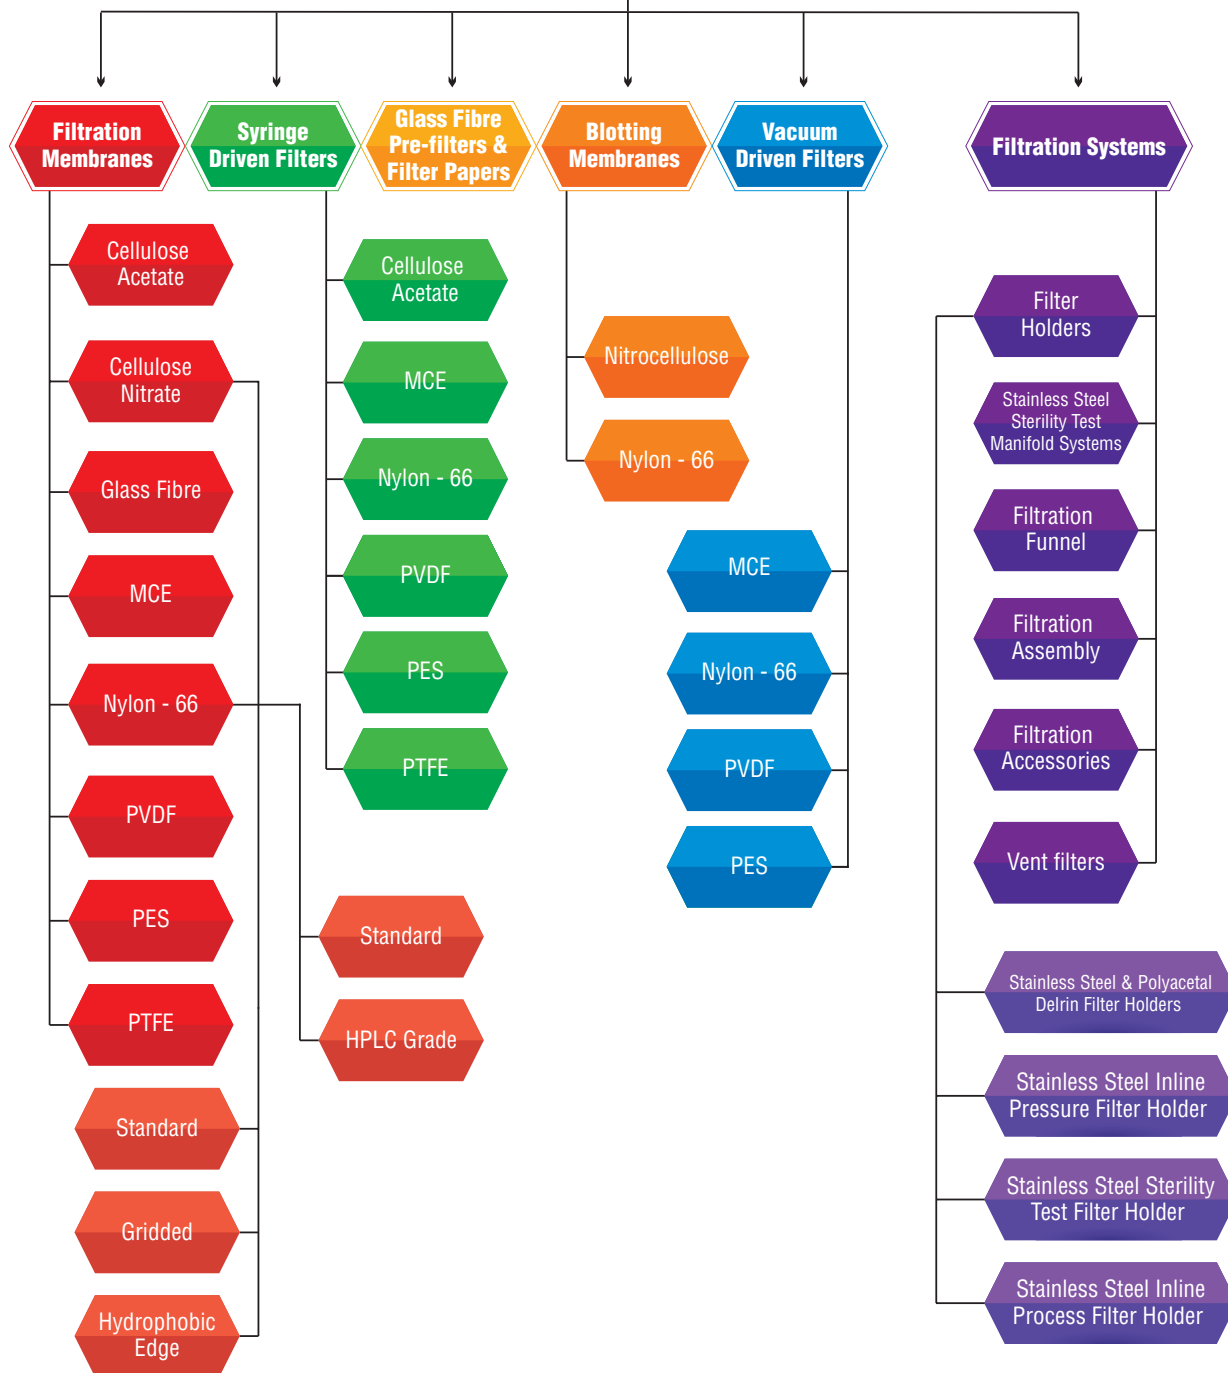 Filtration
Membranes
Syringe
Driven Filters
Glass Fibre
Pre-filters &
Filter Papers
Blotting
Membranes
Vacuum
Driven Filters
Filtration Systems
Cellulose
Acetate
Cellulose
Nitrate
Glass Fibre
MCE
Nylon - 66
PVDF
PES
PTFE
Standard
Gridded
Hydrophobic
Edge
Standard
HPLC Grade
Cellulose
Acetate
MCE
Nylon - 66
PVDF
PES
PTFE
Nitrocellulose
Nylon - 66
MCE
Nylon - 66
PVDF
PES
Filter
Holders
Stainless Steel
Sterility Test
Manifold Systems
Filtration
Funnel
Filtration
Assembly
Filtration
Accessories
Vent filters
Stainless Steel & Polyacetal
Delrin Filter Holders
Stainless Steel Inline
Pressure Filter Holder
Stainless Steel Sterility
Test Filter Holder
Stainless Steel Inline
Process Filter Holder